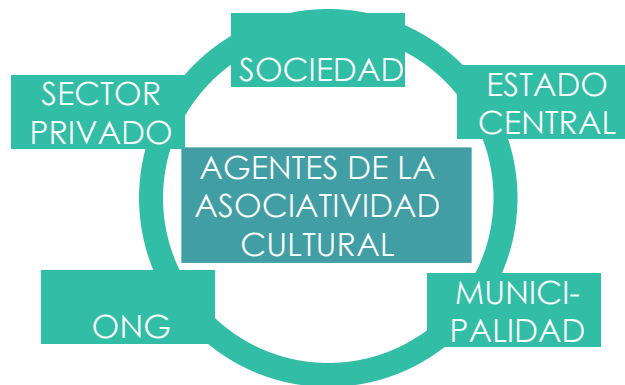 SOCIEDAD
SECTOR
PRIVADO
ESTADO
CENTRAL
AGENTES DE LA
ASOCIATIVIDAD
CULTURAL
ONG
MUNICI-
PALIDAD